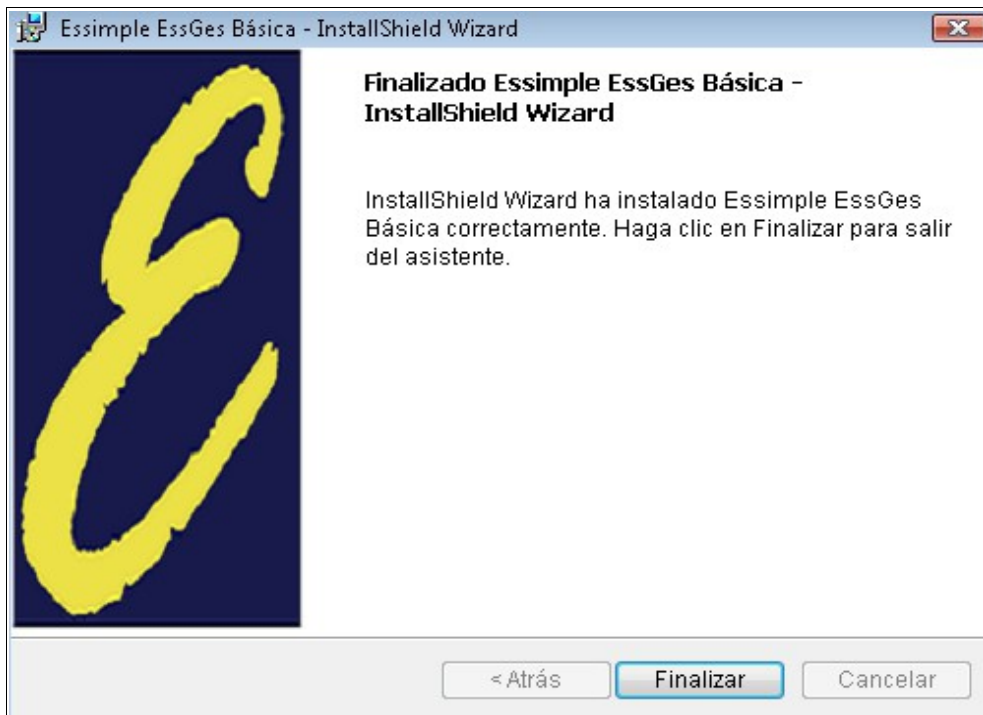 Essimple EssGes Básica - InstallShield Wizard
Finalizado Essimple EssGes Básica -
InstallShield Wizard
InstallShield Wizard ha instalado Essimple EssGes
Básica correctamente. Haga clic en Finalizar para salir
del asistente.
< Atrás
Finalizar
Cancelar